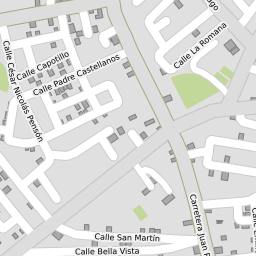 Calle La Romana
Calle Capotillo
Calle Padre Castellanos
Calle César Nicolás Pensón
Carretera Juan
Calle San Martín
Calle Bella Vista